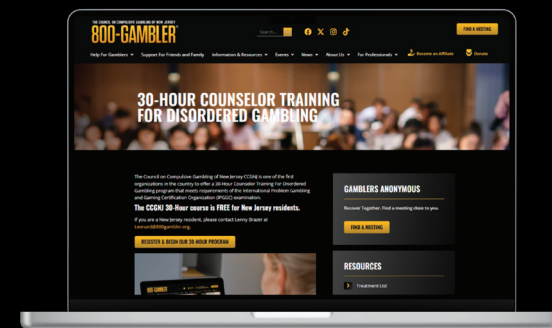 THE COUNCIL ON COMPULSIVE GAMBLING OF NEW JERSEY
800-GAMBLER
Search...
FIND A MEETING
Help For Gamblers Support For Friends and Family Information & Resources Events News About Us For Professionals Become an Affiliate Donate
30-HOUR COUNSELOR TRAINING
FOR DISORDERED GAMBLING
The Council on Compulsive Gambling of New Jersey CCGNJ is one of the first
organizations in the country to offer a 30-Hour Counselor Training For Disordered
Gambling program that meets requirements of the International Problem Gambling
and Gaming Certification Organization (IPGGC) examination.
The CCGNJ 30-Hour course is FREE for New Jersey residents.
If you are a New Jersey resident, please contact Lenny Brazer at
Leonard@800gambler.org.
REGISTER & BEGIN OUR 30-HOUR PROGRAM
GAMBLERS ANONYMOUS
Recover Together. Find a meeting close to you.
FIND A MEETING
RESOURCES
Treatment List
800-GAMBLER